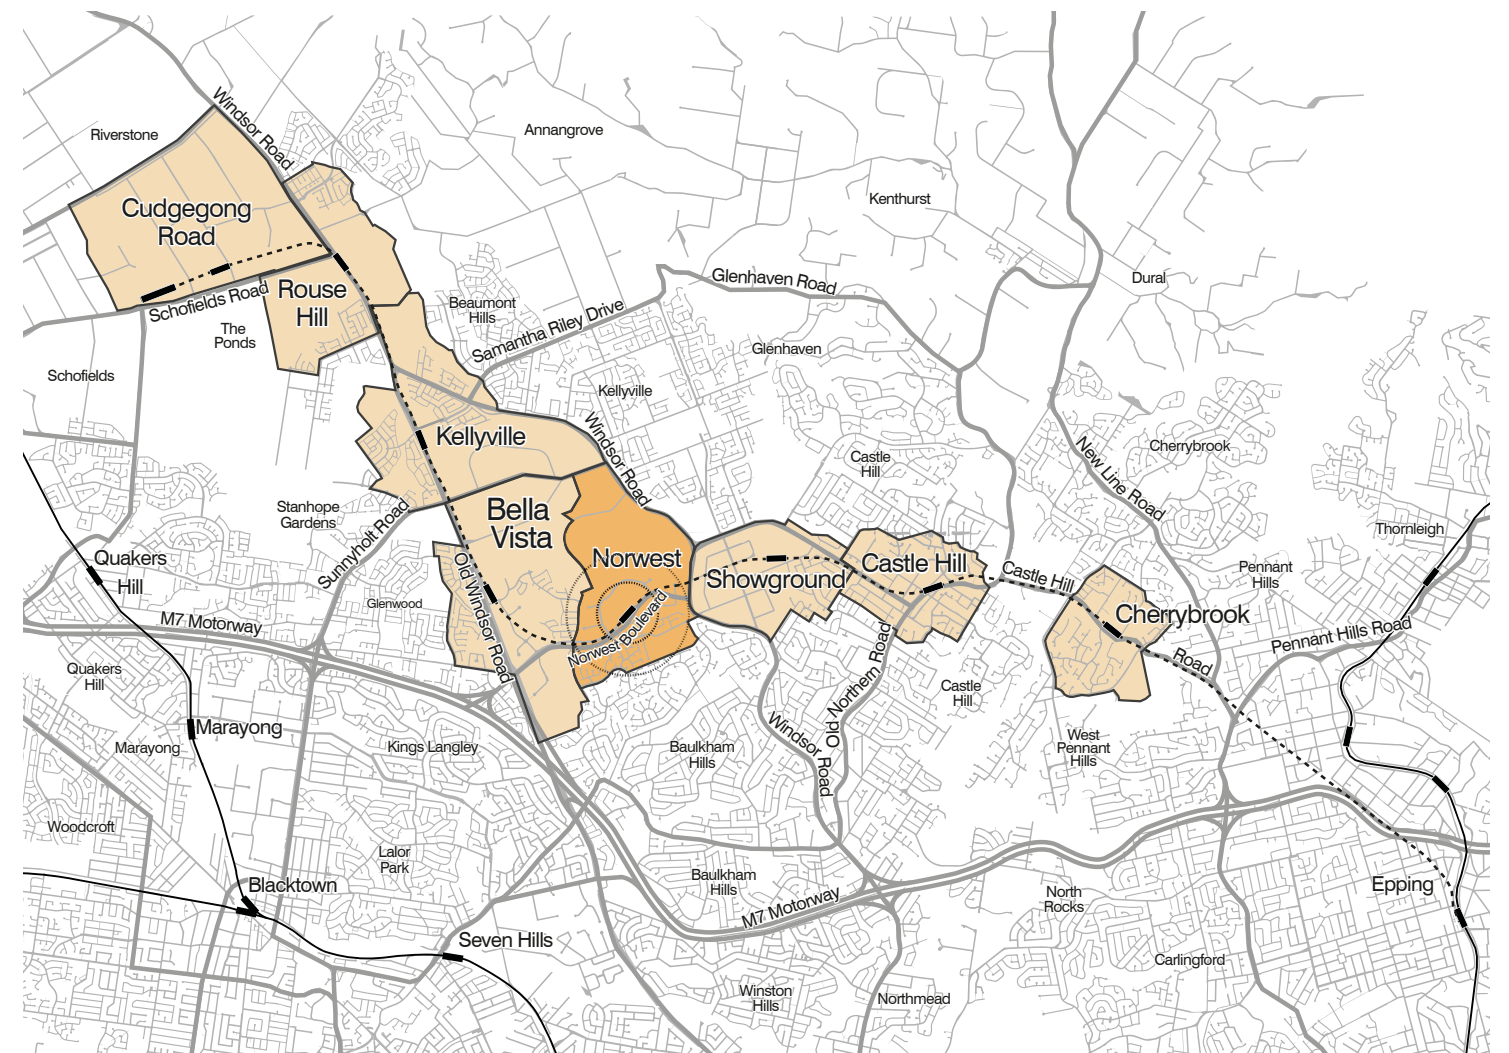 Windsor Road
Riverstone
Annangrove
Kenthurst
Cudgegong
Road
Dural
Glenhaven Road
Schofields Road
Rouse
Hill
Beaumont
Hills
Samantha Riley Drive
The
Ponds
Glenhaven
Schofields
Kellyville
Kellyville
Windsor Road
New Line Road
Cherrybrook
Castle
Hill
Stanhope
Gardens
Sunnyholt Road
Bella
Vista
Thornleigh
Quakers
Hill
Norwest
Showground
Castle Hill
Castle Hill
Road
Pennant
Hills
Old Windsor Road
Glenwood
Norwest Boulevard
Cherrybrook
M7 Motorway
Pennant Hills Road
Quakers
Hill
Old Northern Road
Castle
Hill
Marayong
Marayong
Kings Langley
Baulkham
Hills
Windsor Road
West
Pennant
Hills
Woodcroft
Lalor
Park
Blacktown
Baulkham
Hills
M7 Motorway
North
Rocks
Epping
Seven Hills
Carlingford
Winston
Hills
Northmead